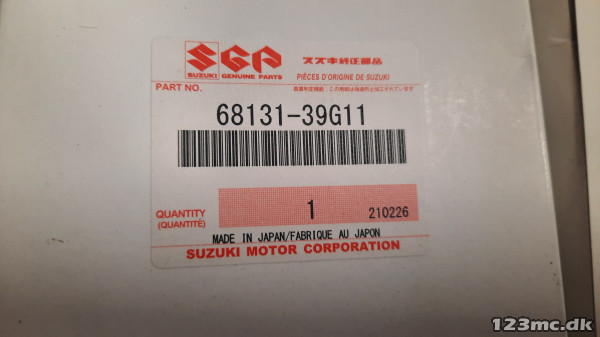 SGP スズキ純正部品
SUZUKI GENUINE PARTS PIÈCES D'ORIGINE DE SUZUKI
PART NO.
68131-39G11
QUANTITY
(QUANTITÉ)
1 210226
MADE IN JAPAN/FABRIQUE AU JAPON
SUZUKI MOTOR CORPORATION
123mc.dk